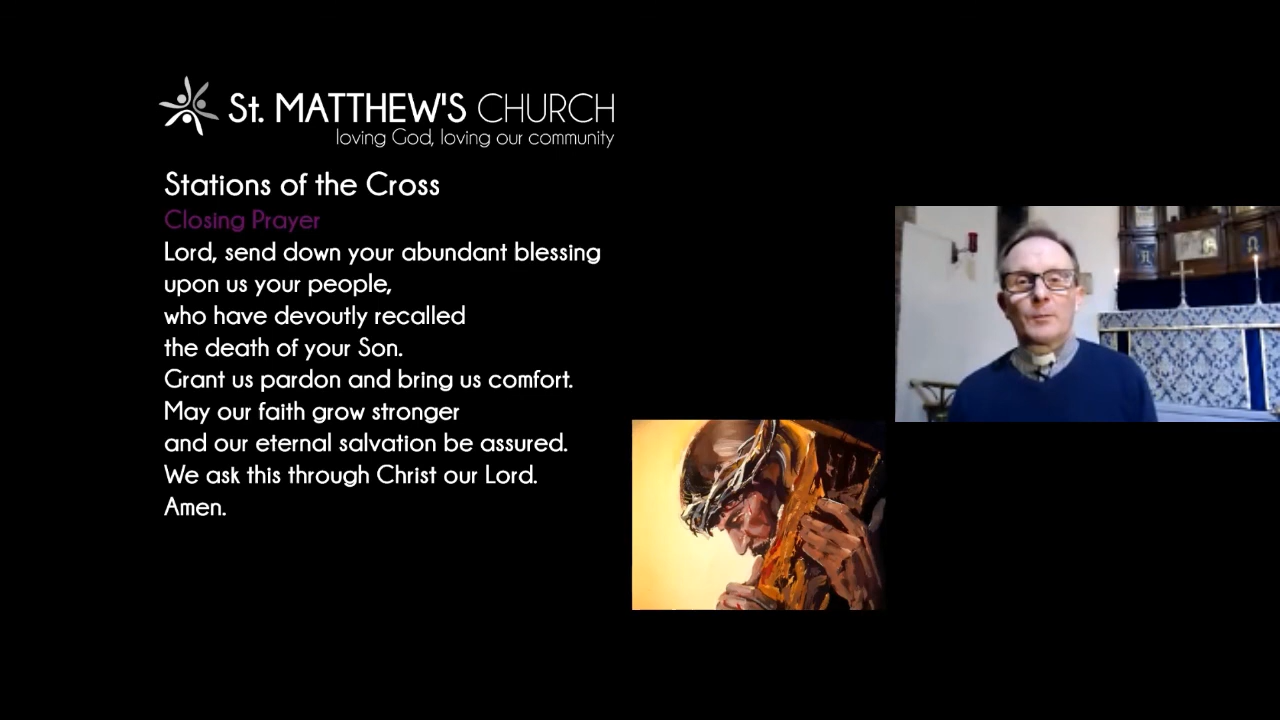 St. MATTHEW'S CHURCH
loving God, loving our community
Stations of the Cross
Closing Prayer
Lord, send down your abundant blessing
upon us your people,
who have devoutly recalled
the death of your Son.
Grant us pardon and bring us comfort.
May our faith grow stronger
and our eternal salvation be assured.
We ask this through Christ our Lord.
Amen.